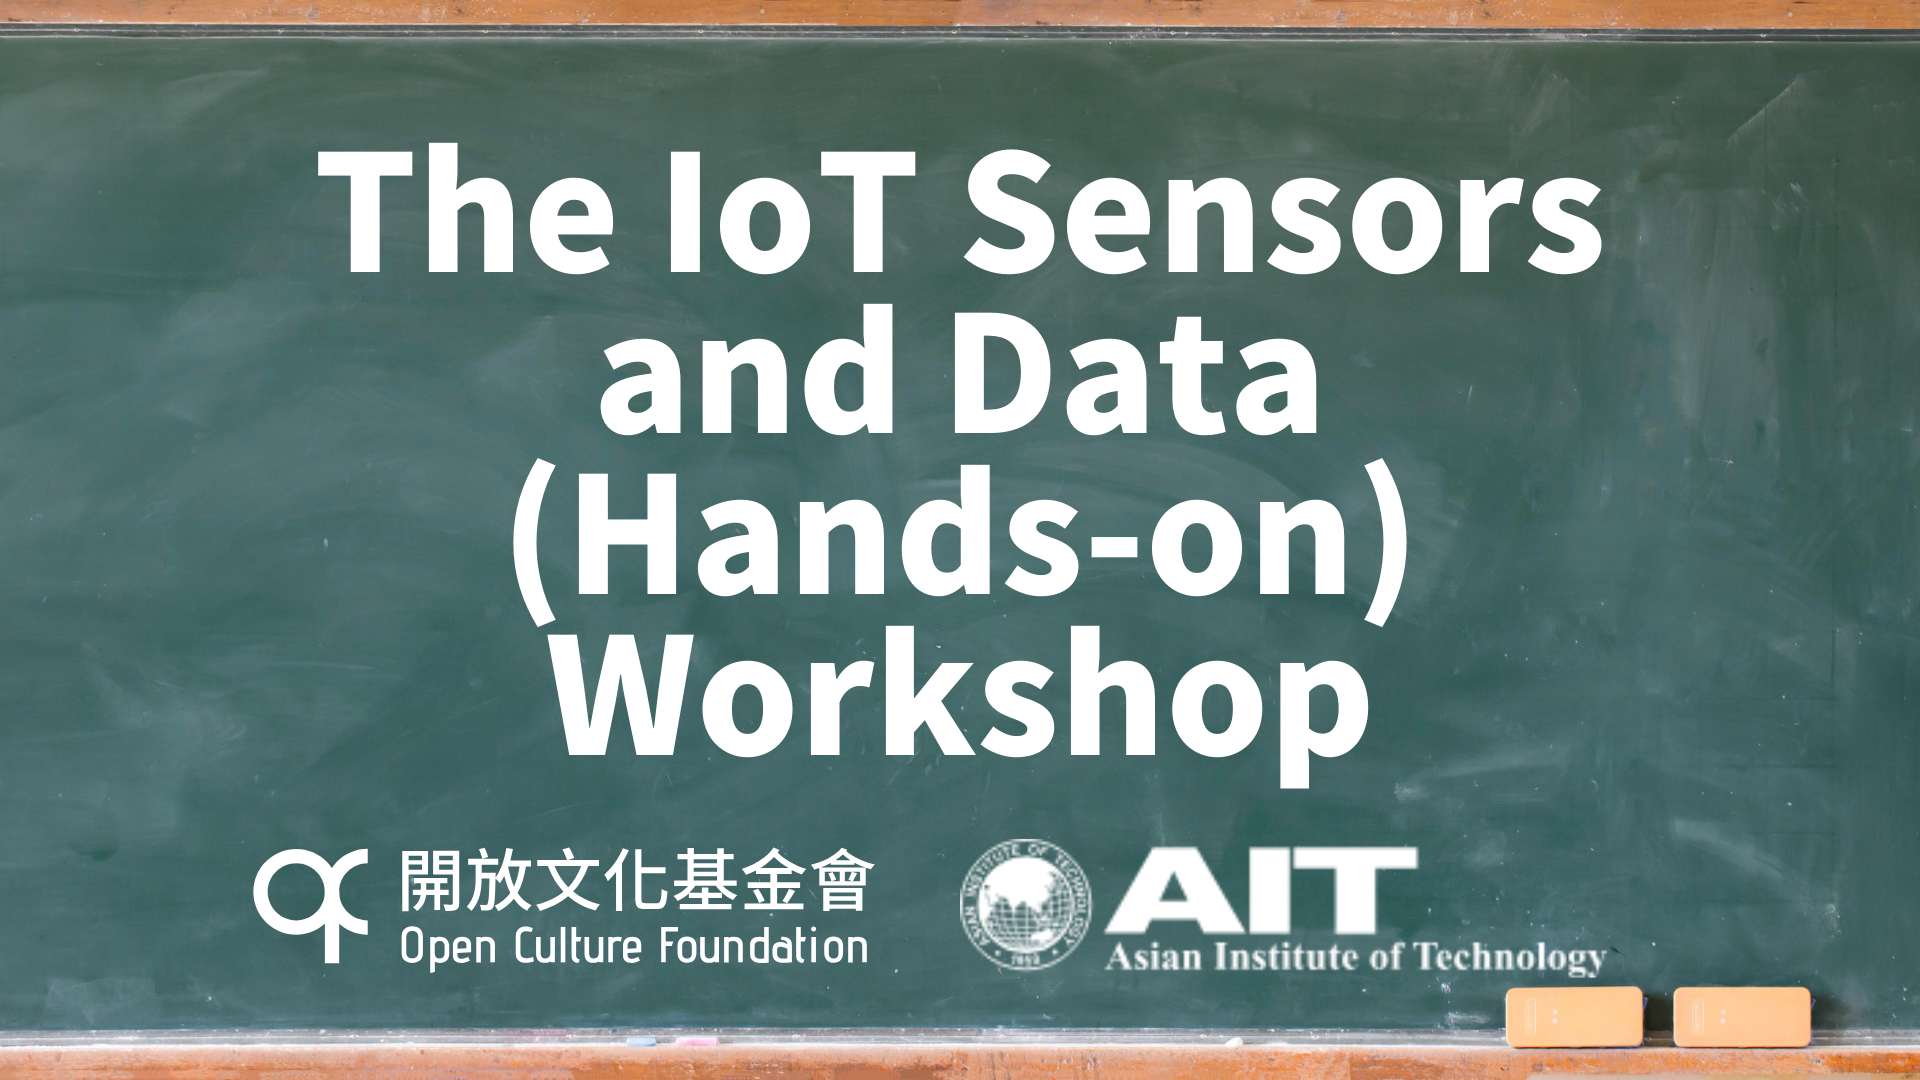 The IoT Sensors
and Data
(Hands-on)
Workshop
開放文化基金會
Open Culture Foundation
ASIAN INSTITUTE OF TECHNOLOGY
1959
AIT
Asian Institute of Technology